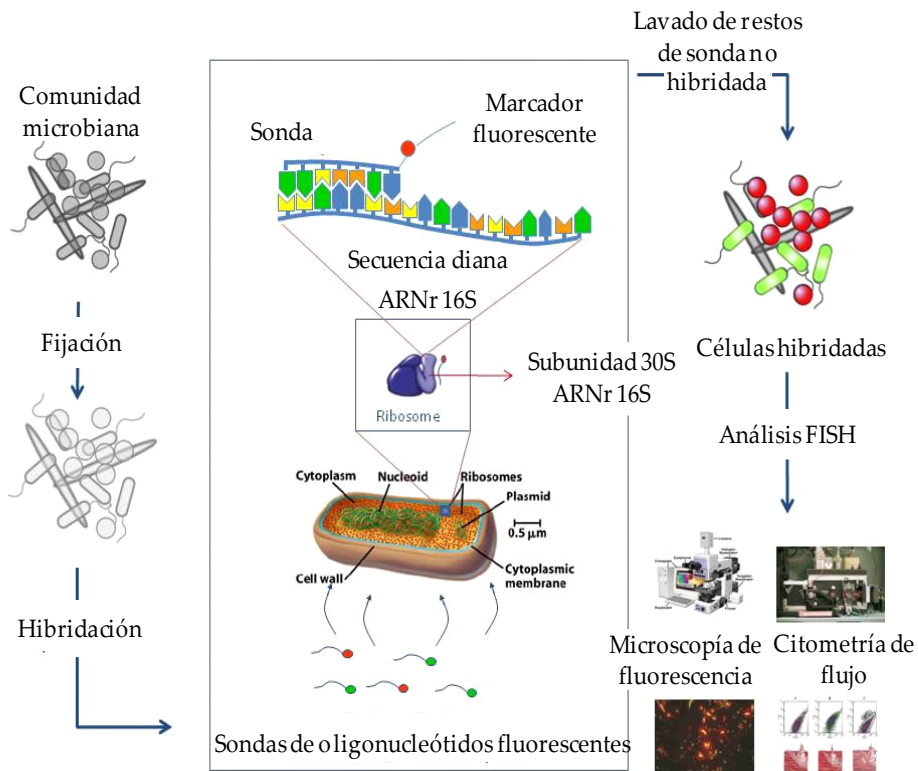 Comunidad
microbiana
Fijación
Hibridación
Sonda
Marcador
fluorescente
Secuencia diana
ARNr 16S
Ribosome
Subunidad 30S
ARNr 16S
Cytoplasm
Nucleoid
Ribosomes
Plasmid
0.5 µm
Cell wall
Cytoplasmic
membrane
Sondas de o ligonucleótidos fluorescentes
Lavado de restos
de sonda no
hibridada
Células hibridadas
Análisis FISH
Microscopía de
fluorescencia
Citometría de
flujo